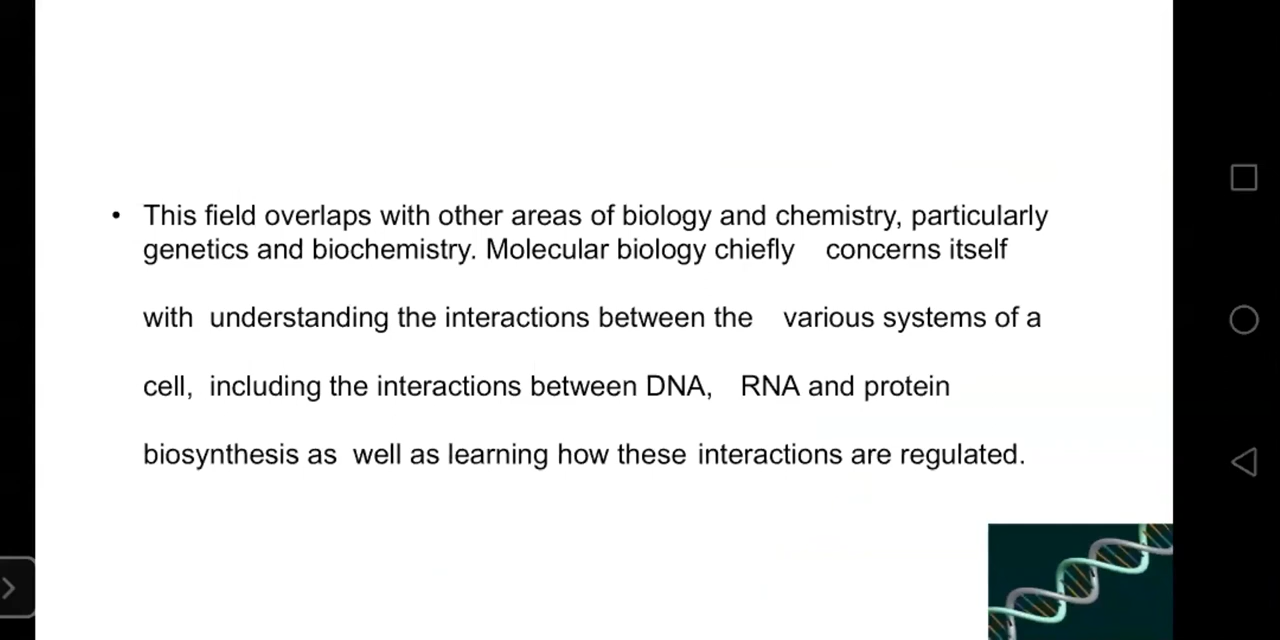 • This field overlaps with other areas of biology and chemistry, particularly
genetics and biochemistry. Molecular biology chiefly concerns itself
with understanding the interactions between the various systems of a
cell, including the interactions between DNA, RNA and protein
biosynthesis as well as learning how these interactions are regulated.